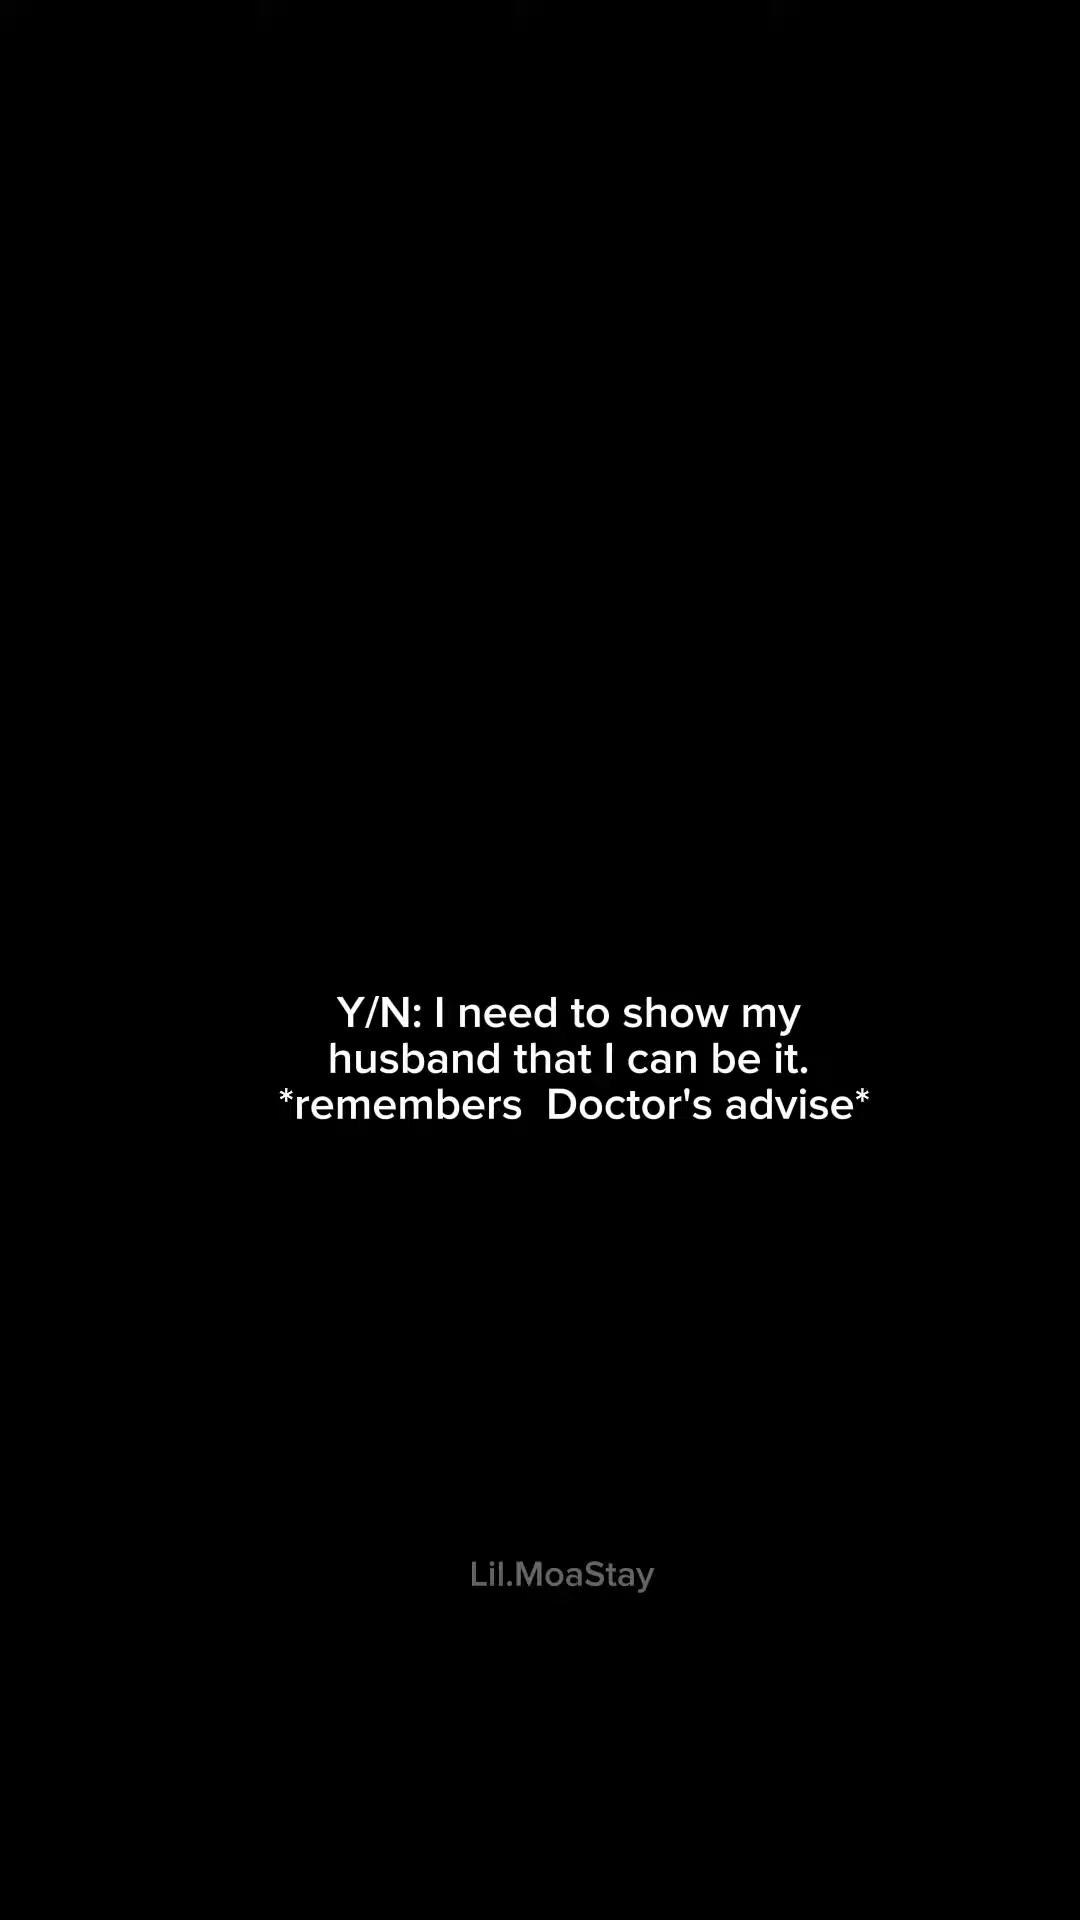 Y/N: I need to show my
husband that I can be it.
*remembers  Doctor's advise*
Lil.MoaStay